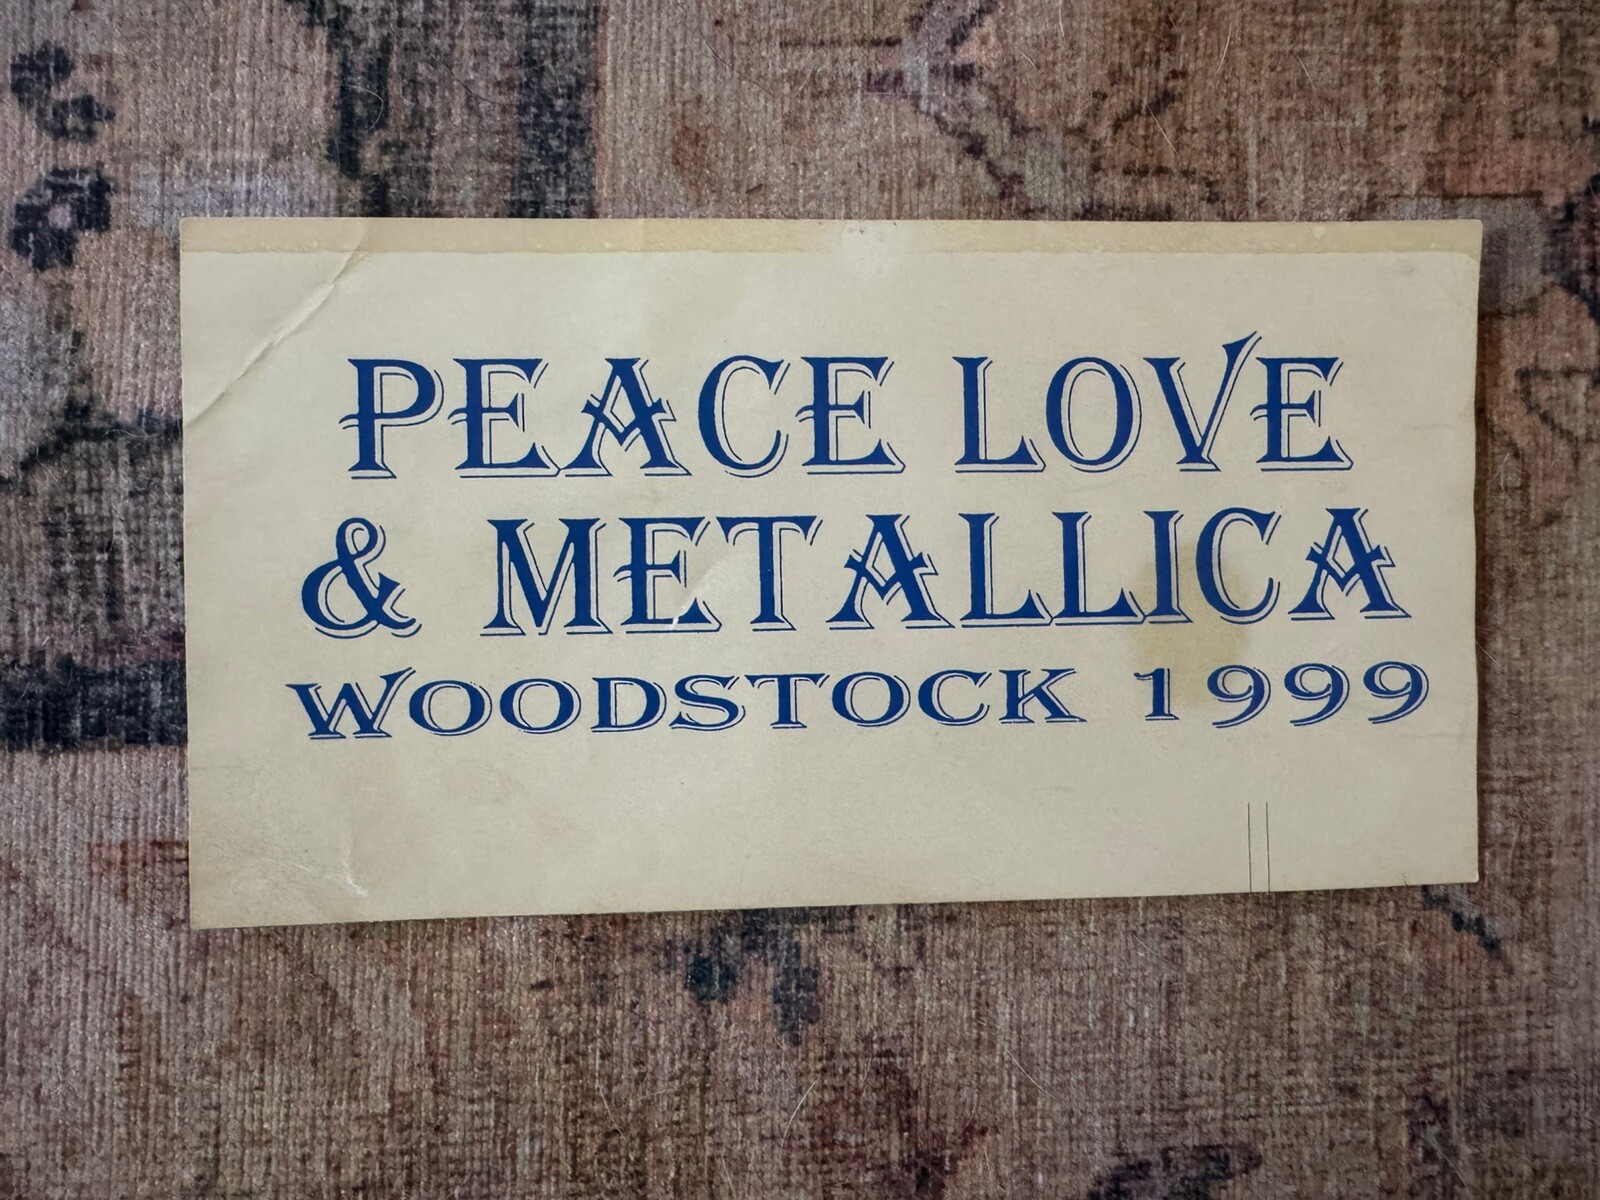 PEACE LOVE
& METALLICA
WOODSTOCK 1999